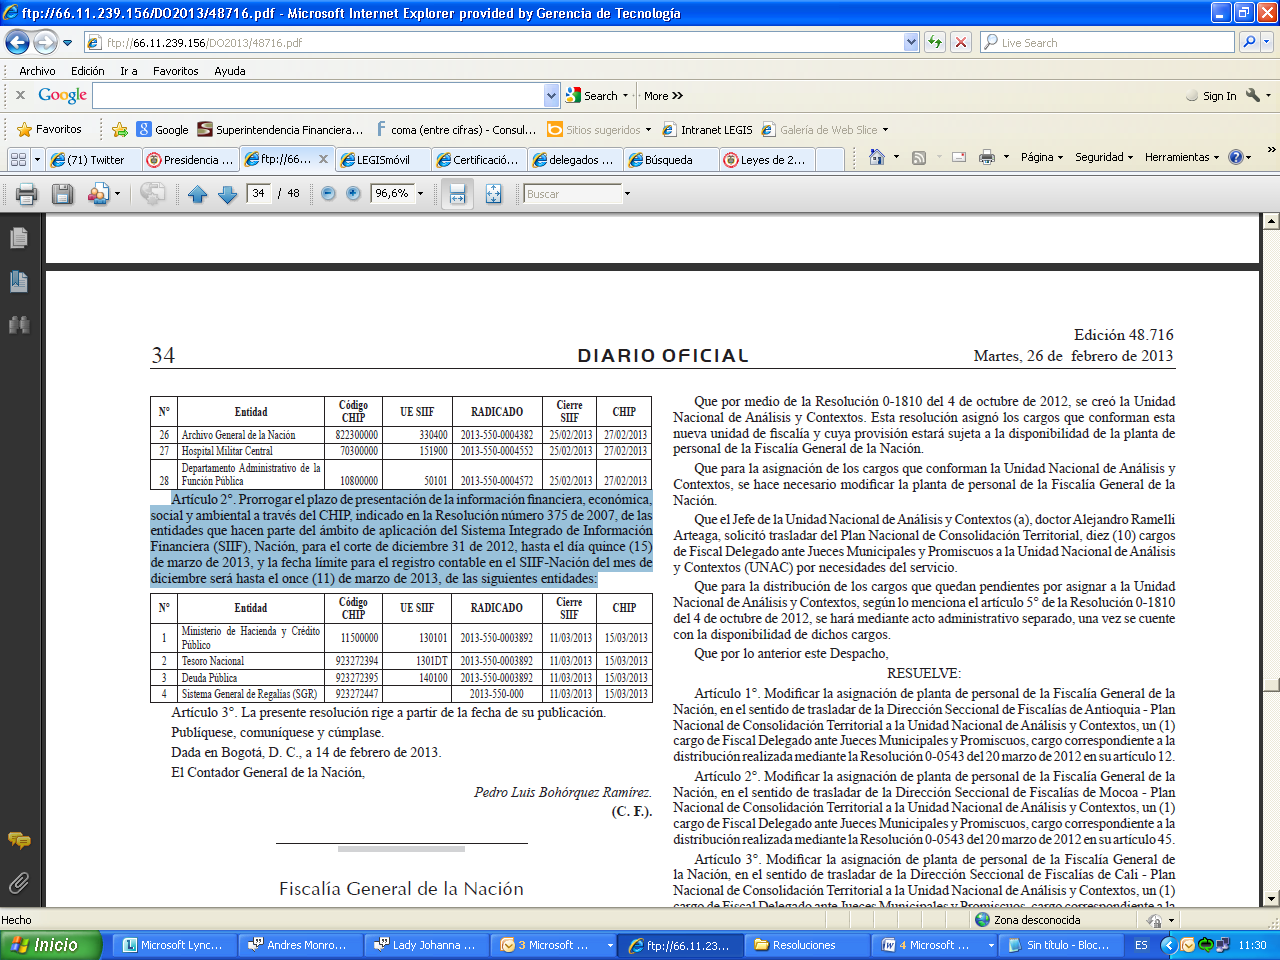 ftp://66.11.239.156/DO2013/48716.pdf - Microsoft Internet Explorer provided by Gerencia de Tecnología
ftp://66.11.239.156/DO2013/48716.pdf
Live Search
Archivo Edición Ir a Favoritos Ayuda
x Google Search More >> Sign In
Favoritos Google Superintendencia Financiera... coma (entre cifras) - Consul... Sitios sugeridos Intranet LEGIS Galería de Web Slice
(71) Twitter Presidencia ... ftp://66... X LEGISmóvil Certificació... delegados ... Búsqueda Leyes de 2... Página Seguridad Herramientas
34 / 48 96,6% Buscar
Edición 48.716
34 DIARIO OFICIAL Martes, 26 de febrero de 2013
N° Entidad Código CHIP UE SIIF RADICADO Cierre SIIF CHIP
26 Archivo General de la Nación 822300000 330400 2013-550-0004382 25/02/2013 27/02/2013
27 Hospital Militar Central 70300000 151900 2013-550-0004552 25/02/2013 27/02/2013
28 Departamento Administrativo de la Función Pública 10800000 50101 2013-550-0004572 25/02/2013 27/02/2013
Artículo 2°. Prorrogar el plazo de presentación de la información financiera, económica,
social y ambiental a través del CHIP, indicado en la Resolución número 375 de 2007, de las
entidades que hacen parte del ámbito de aplicación del Sistema Integrado de Información
Financiera (SIIF), Nación, para el corte de diciembre 31 de 2012, hasta el día quince (15)
de marzo de 2013, y la fecha límite para el registro contable en el SIIF-Nación del mes de
diciembre será hasta el once (11) de marzo de 2013, de las siguientes entidades:
N° Entidad Código CHIP UE SIIF RADICADO Cierre SIIF CHIP
1 Ministerio de Hacienda y Crédito Público 11500000 130101 2013-550-0003892 11/03/2013 15/03/2013
2 Tesoro Nacional 923272394 1301DT 2013-550-0003892 11/03/2013 15/03/2013
3 Deuda Pública 923272395 140100 2013-550-0003892 11/03/2013 15/03/2013
4 Sistema General de Regalías (SGR) 923272447 2013-550-000 11/03/2013 15/03/2013
Artículo 3°. La presente resolución rige a partir de la fecha de su publicación.
Publíquese, comuníquese y cúmplase.
Dada en Bogotá, D. C., a 14 de febrero de 2013.
El Contador General de la Nación,
Pedro Luis Bohórquez Ramírez.
(C. F.).
Fiscalía General de la Nación
Que por medio de la Resolución 0-1810 del 4 de octubre de 2012, se creó la Unidad
Nacional de Análisis y Contextos. Esta resolución asignó los cargos que conforman esta
nueva unidad de fiscalía y cuya provisión estará sujeta a la disponibilidad de la planta de
personal de la Fiscalía General de la Nación.
Que para la asignación de los cargos que conforman la Unidad Nacional de Análisis y
Contextos, se hace necesario modificar la planta de personal de la Fiscalía General de la
Nación.
Que el Jefe de la Unidad Nacional de Análisis y Contextos (a), doctor Alejandro Ramelli
Arteaga, solicitó trasladar del Plan Nacional de Consolidación Territorial, diez (10) cargos
de Fiscal Delegado ante Jueces Municipales y Promiscuos a la Unidad Nacional de Análisis
y Contextos (UNAC) por necesidades del servicio.
Que para la distribución de los cargos que quedan pendientes por asignar a la Unidad
Nacional de Análisis y Contextos, según lo menciona el artículo 5° de la Resolución 0-1810
del 4 de octubre de 2012, se hará mediante acto administrativo separado, una vez se cuente
con la disponibilidad de dichos cargos.
Que por lo anterior este Despacho,
RESUELVE:
Artículo 1°. Modificar la asignación de planta de personal de la Fiscalía General de la
Nación, en el sentido de trasladar de la Dirección Seccional de Fiscalías de Antioquia - Plan
Nacional de Consolidación Territorial a la Unidad Nacional de Análisis y Contextos, un (1)
cargo de Fiscal Delegado ante Jueces Municipales y Promiscuos, cargo correspondiente a la
distribución realizada mediante la Resolución 0-0543 del 20 marzo de 2012 en su artículo 12.
Artículo 2°. Modificar la asignación de planta de personal de la Fiscalía General de la
Nación, en el sentido de trasladar de la Dirección Seccional de Fiscalías de Mocoa - Plan
Nacional de Consolidación Territorial a la Unidad Nacional de Análisis y Contextos, un (1)
cargo de Fiscal Delegado ante Jueces Municipales y Promiscuos, cargo correspondiente a la
distribución realizada mediante la Resolución 0-0543 del 20 marzo de 2012 en su artículo 45.
Artículo 3°. Modificar la asignación de planta de personal de la Fiscalía General de
la Nación, en el sentido de trasladar de la Dirección Seccional de Fiscalías de Cali - Plan
Nacional de Consolidación Territorial a la Unidad Nacional de Análisis y Contextos, un (1)
cargo de Fiscal Delegado ante Jueces Municipales y Promiscuos, cargo correspondiente a la
Hecho Zona desconocida
Inicio Microsoft Lync... Andres Monro... Lady Johanna ... 3 Microsoft ... ftp://66.11.23... Resoluciones 4 Microsoft ... Sin título - Bloc... ES 11:30